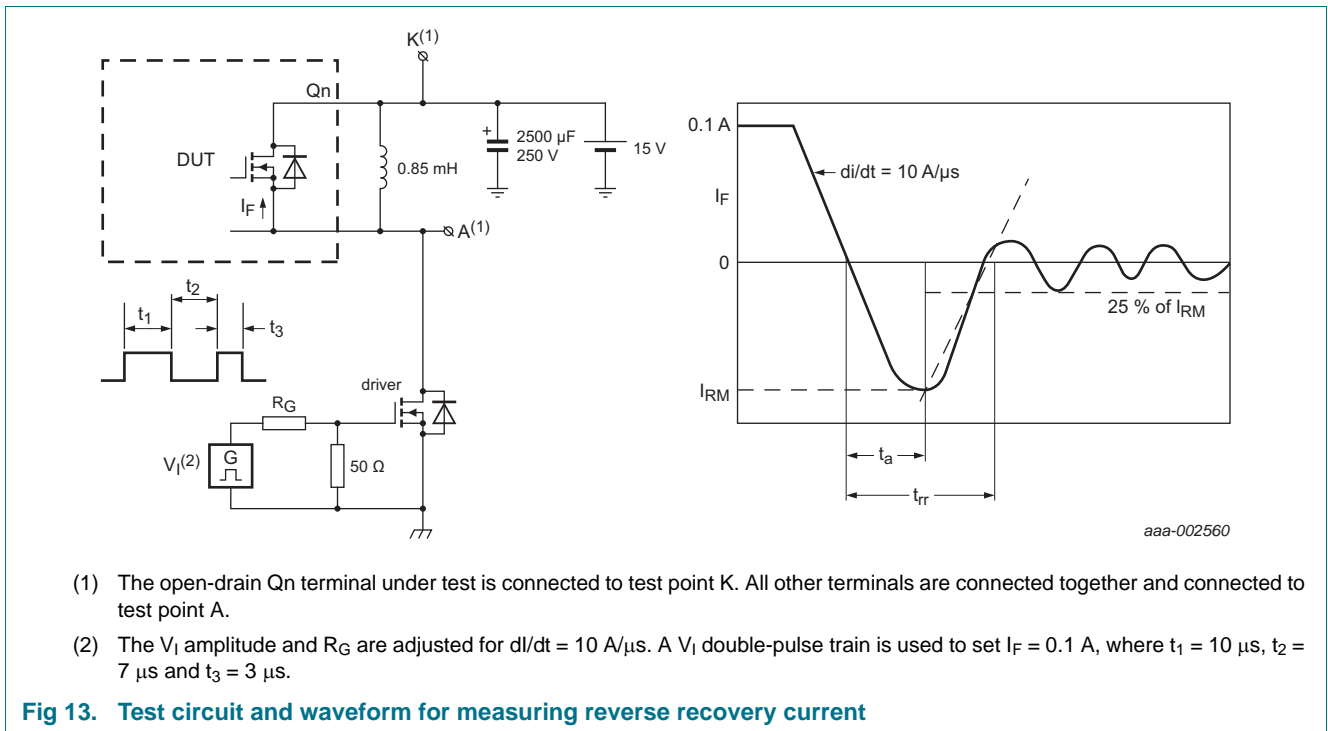 K(1)
Qn
DUT
IF
0.85 mH
+
2500 μF
250 V
15 V
A(1)
t1
t2
t3
driver
RG
VI(2)
G
50 Ω
0.1 A
di/dt = 10 A/μs
IF
0
25 % of IRM
IRM
ta
trr
aaa-002560
(1) The open-drain Qn terminal under test is connected to test point K. All other terminals are connected together and connected to
test point A.
(2) The VI amplitude and RG are adjusted for dI/dt = 10 A/μs. A VI double-pulse train is used to set IF = 0.1 A, where t1 = 10 μs, t2 =
7 μs and t3 = 3 μs.
Fig 13. Test circuit and waveform for measuring reverse recovery current